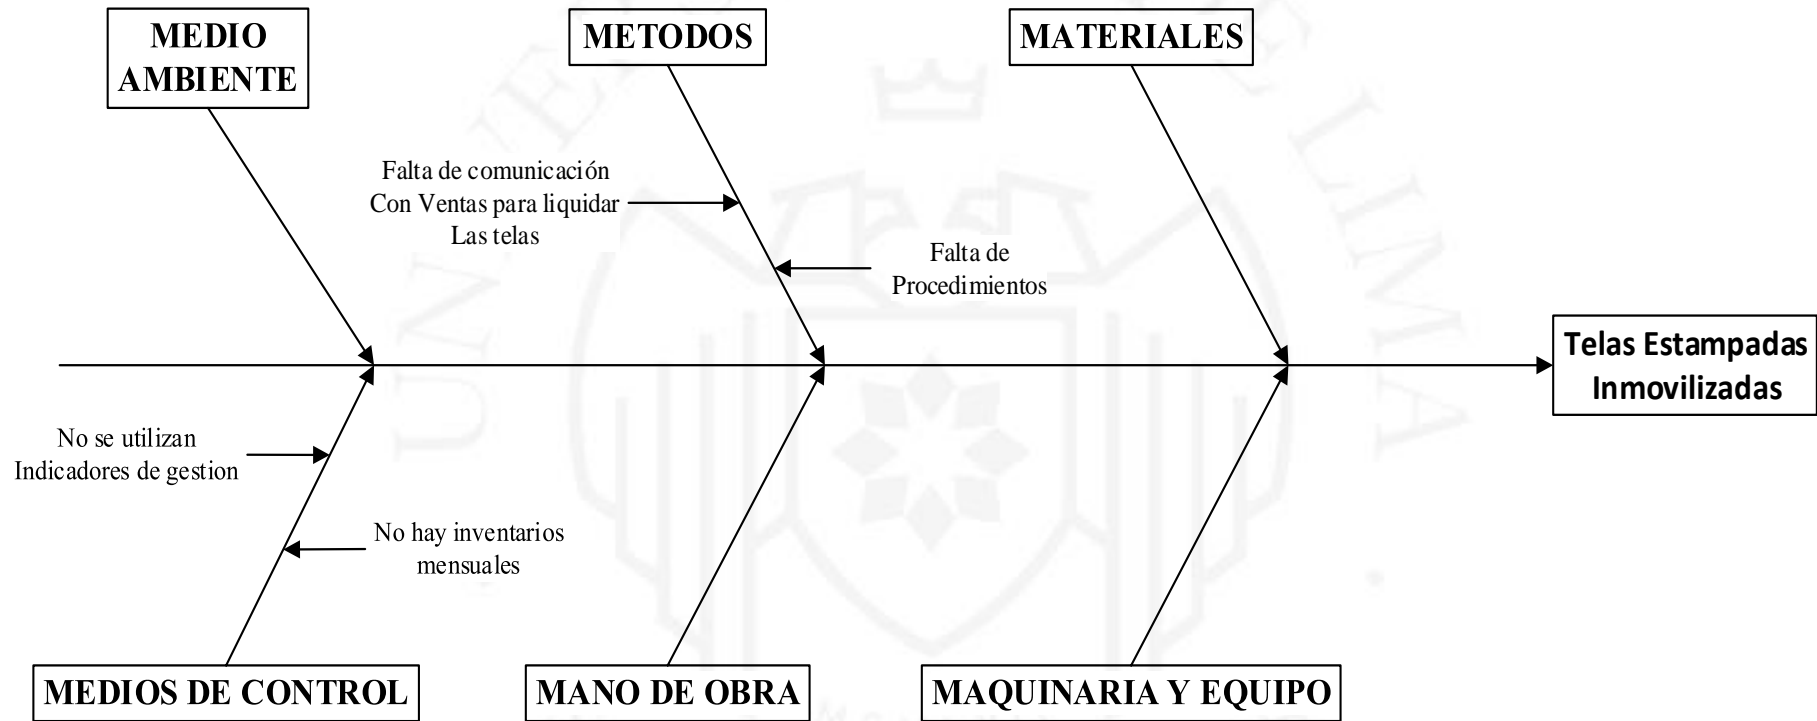 MEDIO
AMBIENTE
METODOS
MATERIALES
Falta de comunicación
Con Ventas para liquidar
Las telas
Falta de
Procedimientos
Telas Estampadas
Inmovilizadas
No se utilizan
Indicadores de gestion
No hay inventarios
mensuales
MEDIOS DE CONTROL
MANO DE OBRA
MAQUINARIA Y EQUIPO